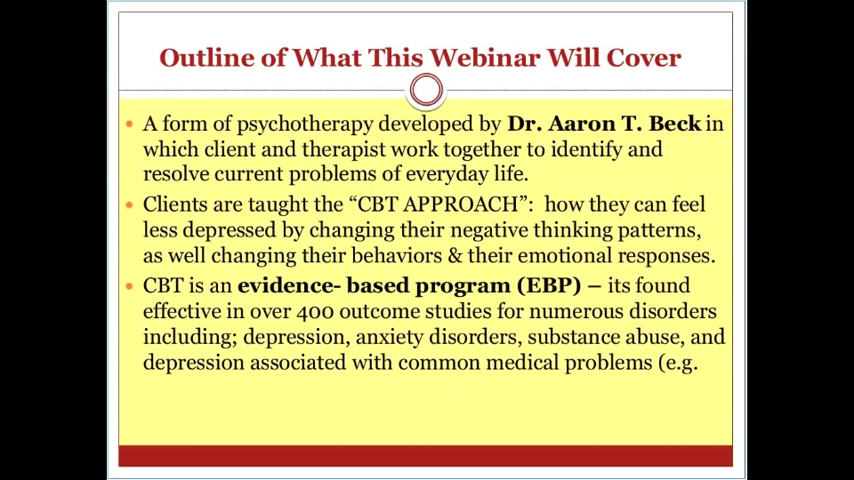 Outline of What This Webinar Will Cover
A form of psychotherapy developed by Dr. Aaron T. Beck in
which client and therapist work together to identify and
resolve current problems of everyday life.
Clients are taught the “CBT APPROACH”:  how they can feel
less depressed by changing their negative thinking patterns,
as well changing their behaviors & their emotional responses.
CBT is an evidence- based program (EBP) – its found
effective in over 400 outcome studies for numerous disorders
including; depression, anxiety disorders, substance abuse, and
depression associated with common medical problems (e.g.